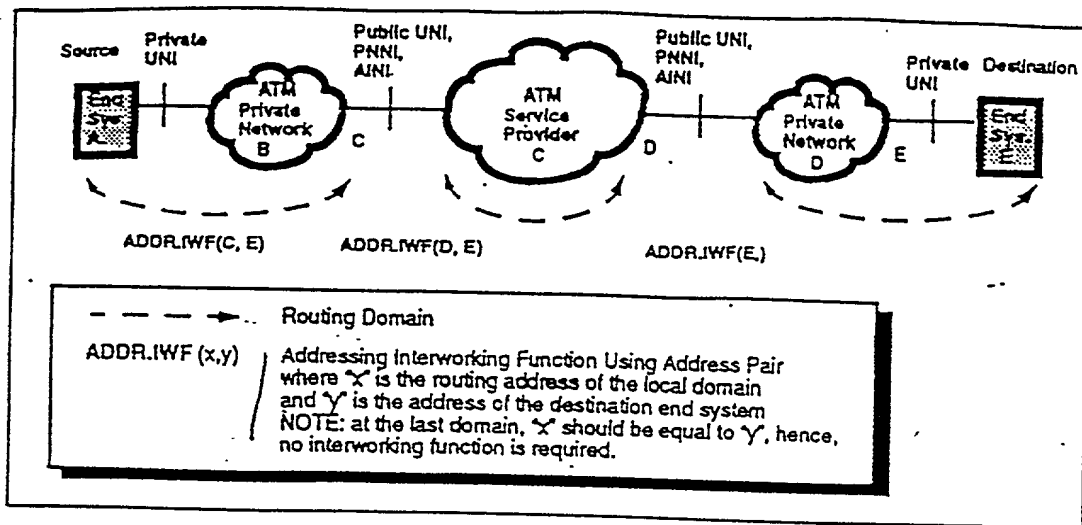 Source
Private
UNI
Public UNI,
PNNI,
AINI
Public UNI,
PNNI,
AINI
Private
UNI
Destination
End
Sys
A
ATM
Private
Network
B
C
ATM
Service
Provider
C
D
ATM
Private
Network
D
E
End
Sys.
E
ADDR.IWF(C, E)
ADDR.IWF(D, E)
ADDR.IWF(E,)
Routing Domain
ADDR.IWF (x,y)
Addressing Interworking Function Using Address Pair
where "X" is the routing address of the local domain
and "Y" is the address of the destination end system
NOTE: at the last domain, "X" should be equal to "Y", hence,
no interworking function is required.